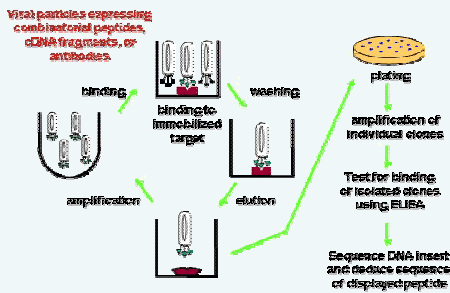 Viral particles expressing
combinatorial peptides,
cDNA fragments, or
antibodies
binding
binding to
immobilized
target
washing
amplification
elution
plating
amplification of
individual clones
Test for binding
of isolated clones
using ELISA
Sequence DNA insert
and deduce sequence
of displayed peptide